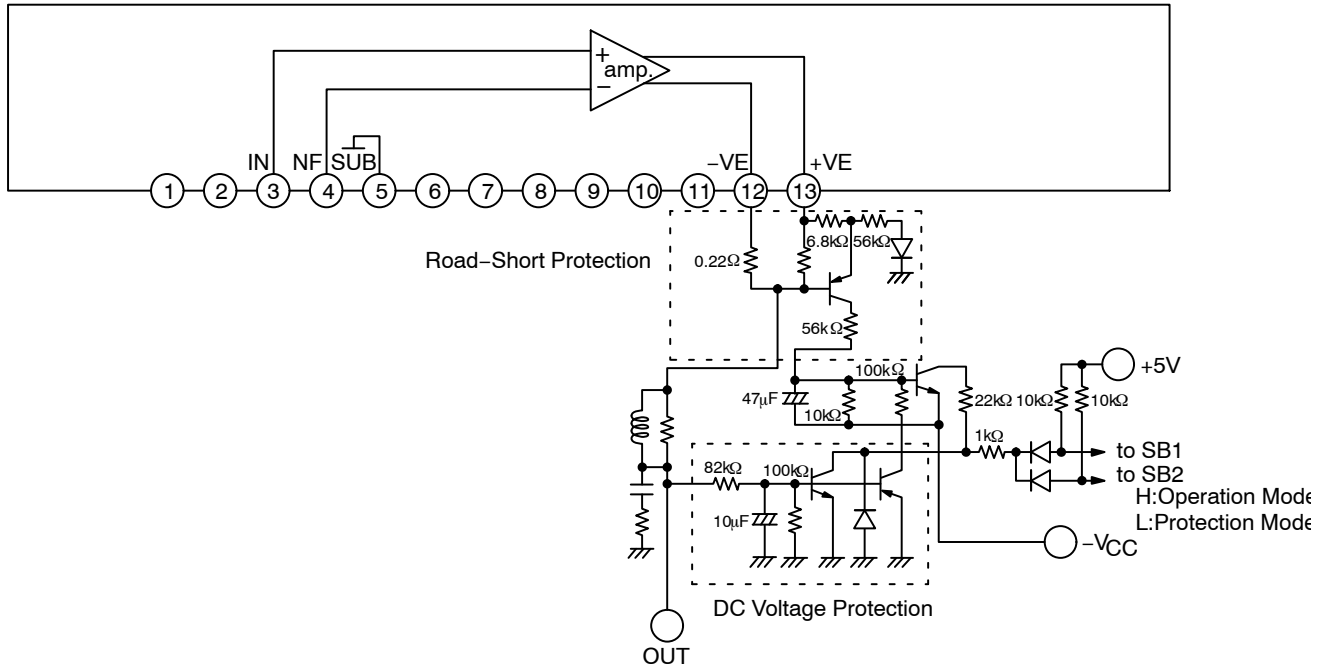 +
amp.
−
IN NF SUB −VE +VE
1 2 3 4 5 6 7 8 9 10 11 12 13
6.8kΩ 56kΩ
Road−Short Protection
0.22Ω
56kΩ
+5V
100kΩ
47µF
10kΩ
22kΩ 10kΩ 10kΩ
1kΩ
to SB1
82kΩ 100kΩ
to SB2
H:Operation Mode
10µF
L:Protection Mode
−VCC
DC Voltage Protection
OUT